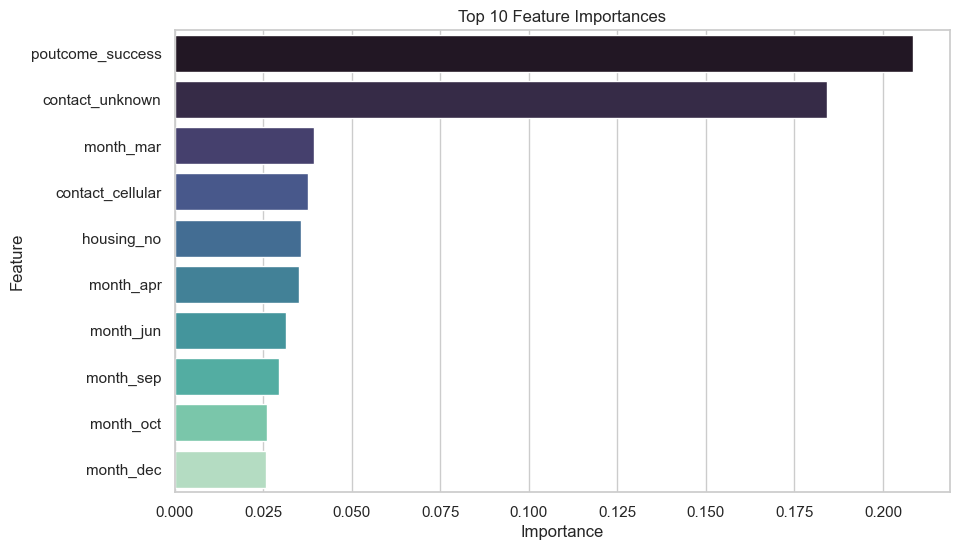 Top 10 Feature Importances
poutcome_success
contact_unknown
month_mar
contact_cellular
housing_no
month_apr
month_jun
month_sep
month_oct
month_dec
Feature
0.000 0.025 0.050 0.075 0.100 0.125 0.150 0.175 0.200
Importance